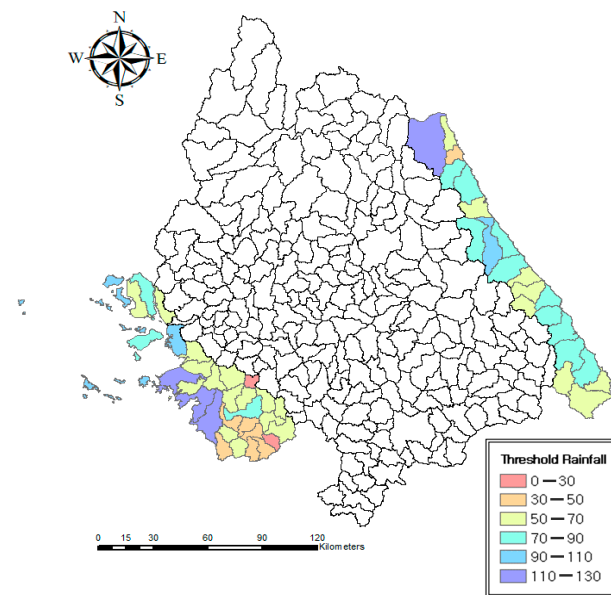 N
W E
S
Threshold Rainfall
0 — 30
30 — 50
50 — 70
70 — 90
90 — 110
110 — 130
0 15 30 60 90 120
Kilometers